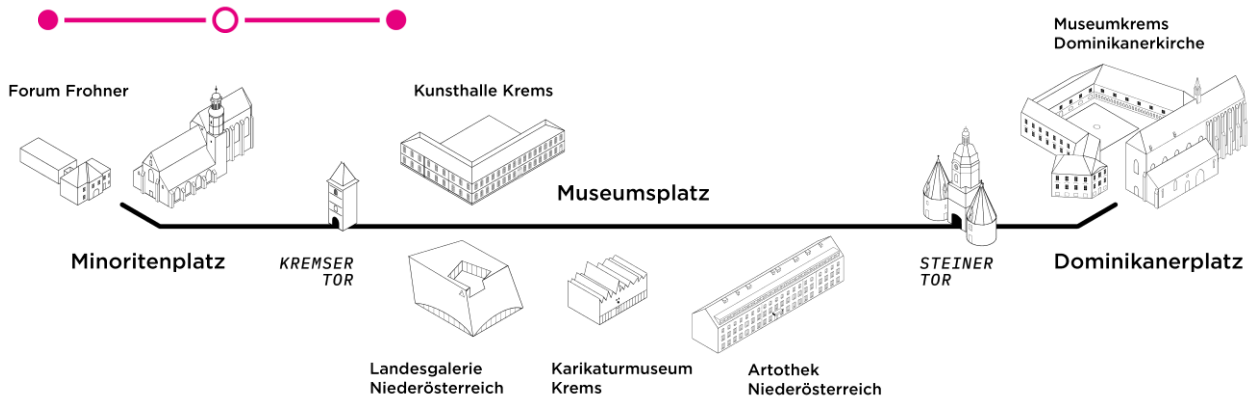 Museumkrems
Dominikanerkirche
Forum Frohner
Kunsthalle Krems
Museumsplatz
Minoritenplatz
KREMSER
TOR
STEINER
TOR
Dominikanerplatz
Landesgalerie
Niederösterreich
Karikaturmuseum
Krems
Artothek
Niederösterreich